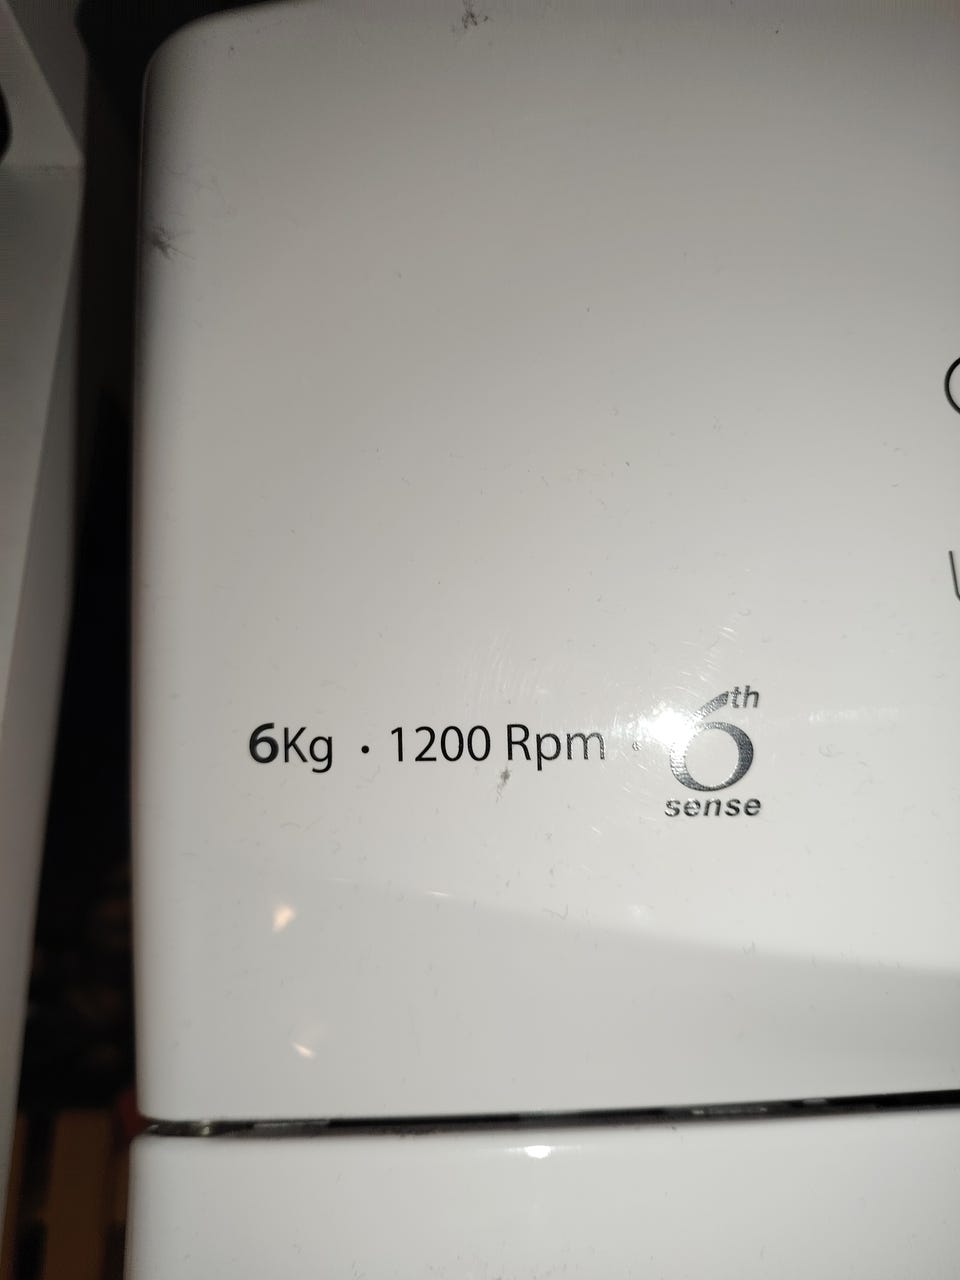 6Kg · 1200 Rpm · 6th sense